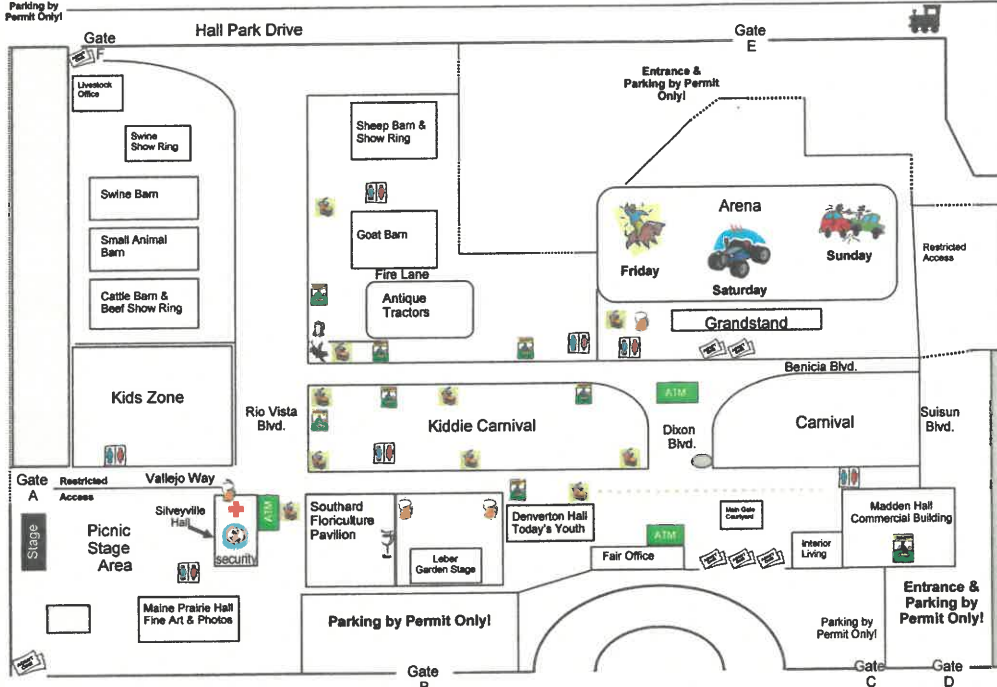 Parking by
Permit Only!
Hall Park Drive
Gate
F
Gate
E
Livestock
Office
Entrance &
Parking by Permit
Only!
Swine
Show Ring
Sheep Barn &
Show Ring
Swine Barn
Small Animal
Barn
Cattle Barn &
Beef Show Ring
Goat Barn
Fire Lane
Antique
Tractors
Arena
Friday
Saturday
Sunday
Restricted
Access
Grandstand
Benicia Blvd.
Kids Zone
Rio Vista
Blvd.
Kiddie Carnival
ATM
Dixon
Blvd.
Carnival
Suisun
Blvd.
Gate
A
Restricted
Access
Vallejo Way
Stage
Picnic
Stage
Area
Silveyville
Hall
security
ATM
Southard
Floriculture
Pavilion
Leber
Garden Stage
Denverton Hall
Today's Youth
Fair Office
ATM
Main Gate
Courtyard
Interior
Living
Madden Hall
Commercial Building
Maine Prairie Hall
Fine Art & Photos
Parking by Permit Only!
Parking by
Permit Only!
Entrance &
Parking by
Permit Only!
Gate
Gate
C
Gate
D